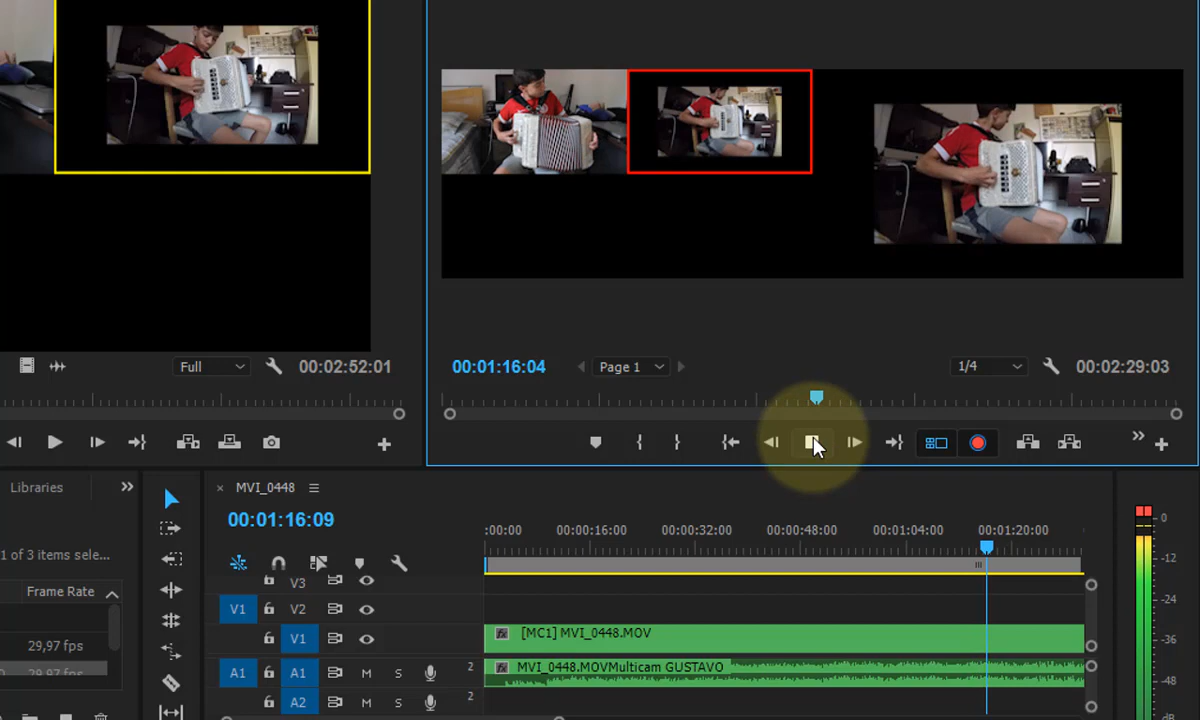 Full 00:02:52:01
00:01:16:04 Page 1 1/4 00:02:29:03
Libraries
1 of 3 items sele...
Frame Rate
29,97 fps
29,97 fps
× MVI_0448
00:01:16:09
:00:00 00:00:16:00 00:00:32:00 00:00:48:00 00:01:04:00 00:01:20:00
V3
V1 V2
V1 fx [MC1] MVI_0448.MOV
A1 A1 M S 2 fx MVI_0448.MOVMulticam GUSTAVO
A2 M S 2
0
-12
-24
-36
-48
dB